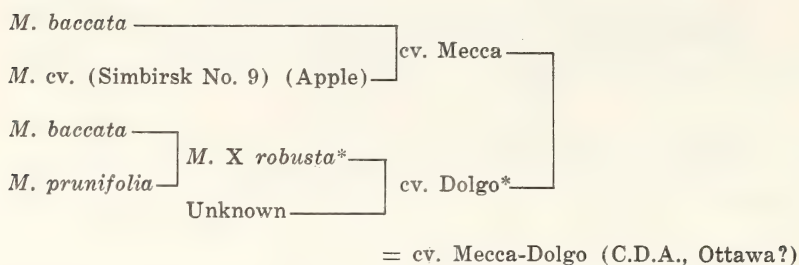 M. baccata
cv. Mecca
M. cv. (Simbirsk No. 9) (Apple)
M. baccata
M. X robusta*
M. prunifolia
cv. Dolgo*
Unknown
= cv. Mecca-Dolgo (C.D.A., Ottawa?)